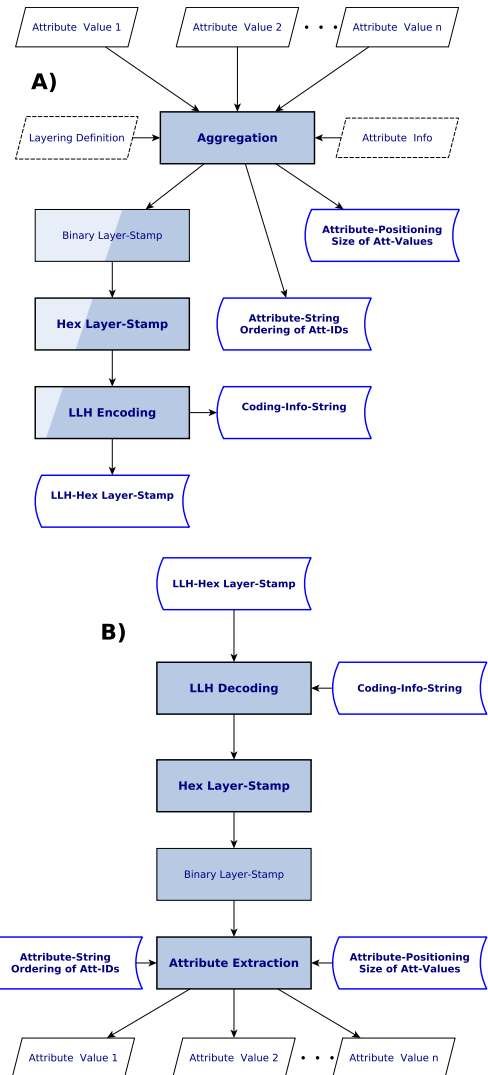 Attribute Value 1
Attribute Value 2
• • •
Attribute Value n
A)
Layering Definition
Aggregation
Attribute Info
Binary Layer-Stamp
Attribute-Positioning
Size of Att-Values
Hex Layer-Stamp
Attribute-String
Ordering of Att-IDs
LLH Encoding
Coding-Info-String
LLH-Hex Layer-Stamp
LLH-Hex Layer-Stamp
B)
LLH Decoding
Coding-Info-String
Hex Layer-Stamp
Binary Layer-Stamp
Attribute-String
Ordering of Att-IDs
Attribute Extraction
Attribute-Positioning
Size of Att-Values
Attribute Value 1
Attribute Value 2
• • •
Attribute Value n